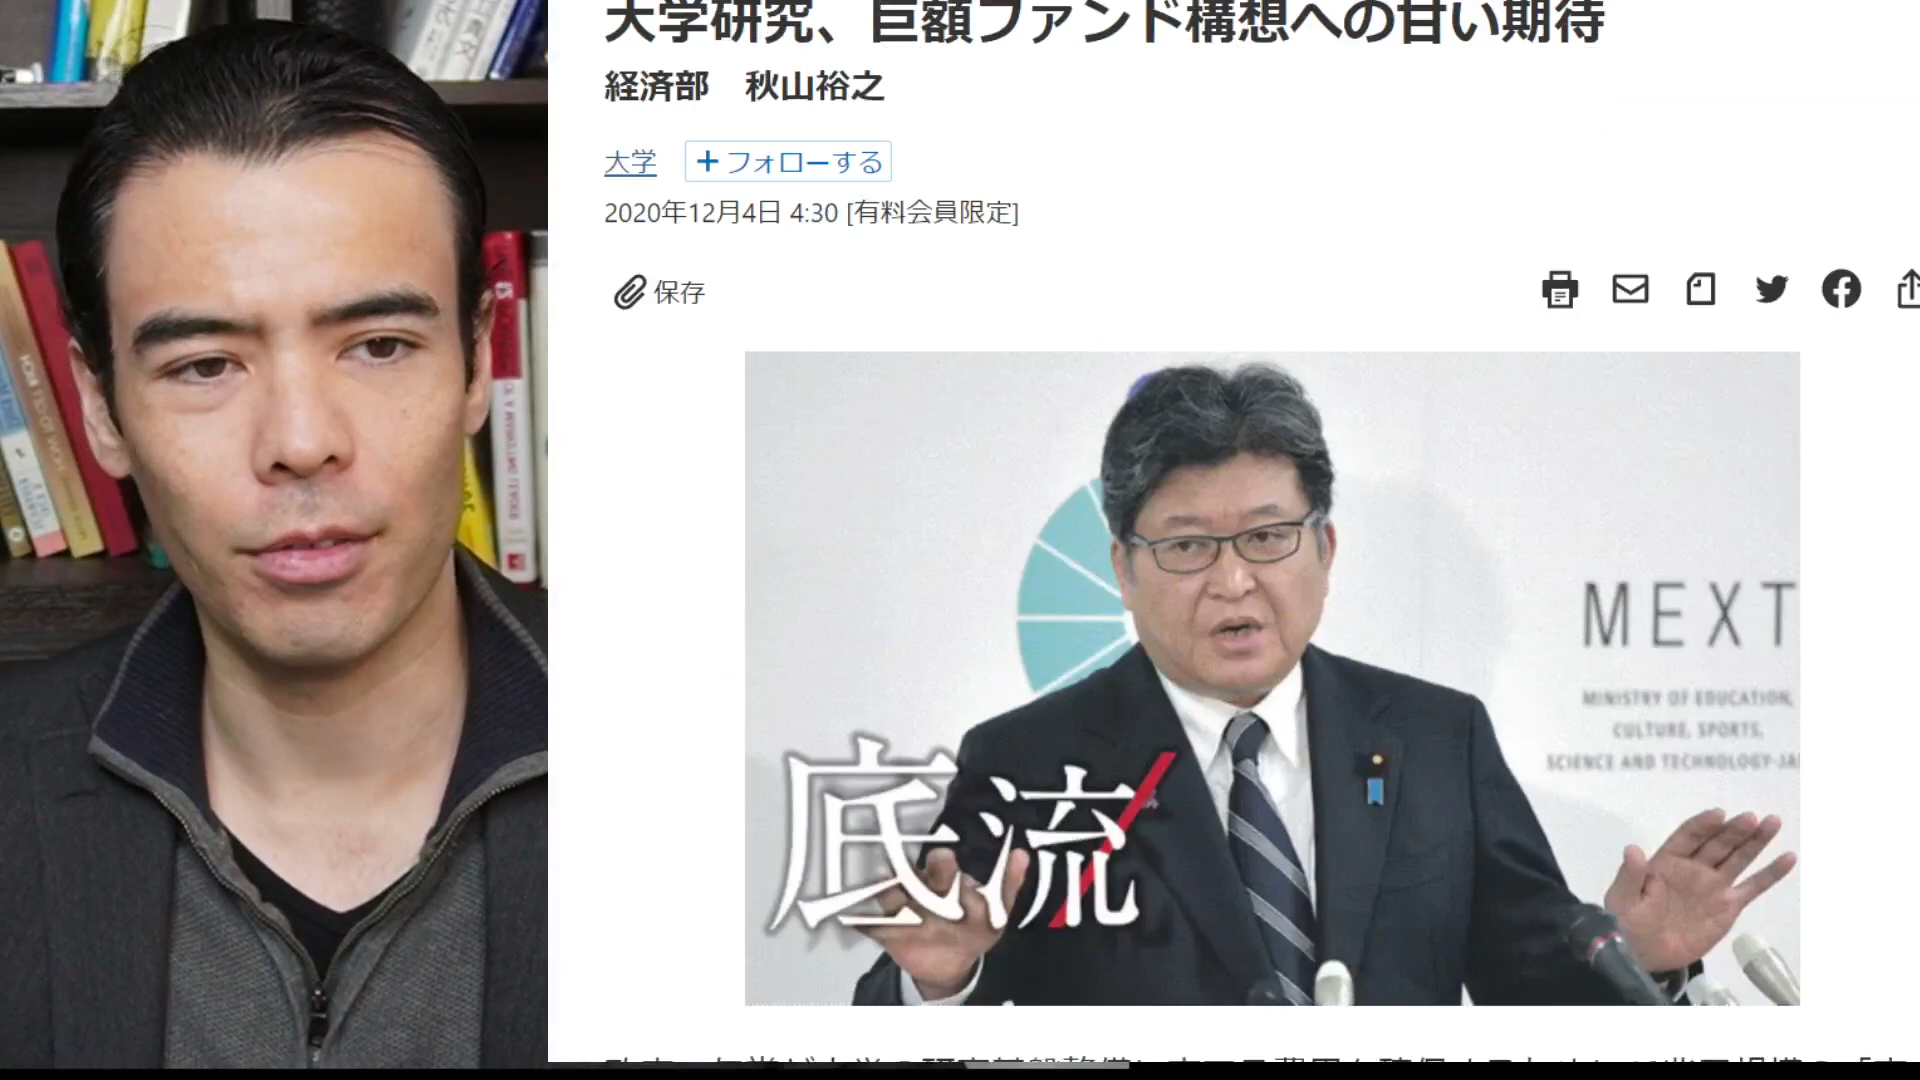 大学研究、巨額ファンド構想への甘い期待
経済部 秋山裕之
大学
+フォローする
2020年12月4日 4:30 [有料会員限定]
保存
MEXT
MINISTRY OF EDUCATION,
CULTURE, SPORTS,
SCIENCE AND TECHNOLOGY-JA
底流